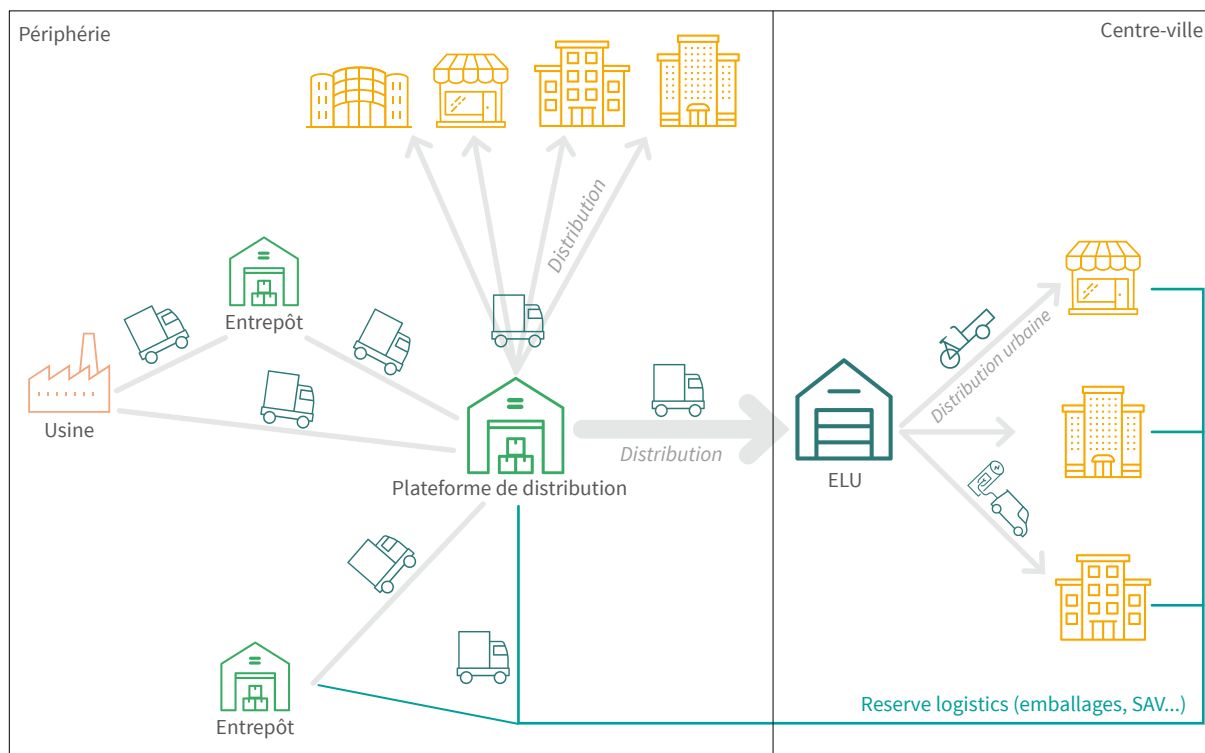 Périphérie
Centre-ville
Distribution
Entrepôt
Usine
Distribution
Plateforme de distribution
Distribution urbaine
ELU
Entrepôt
Reserve logistics (emballages, SAV...)